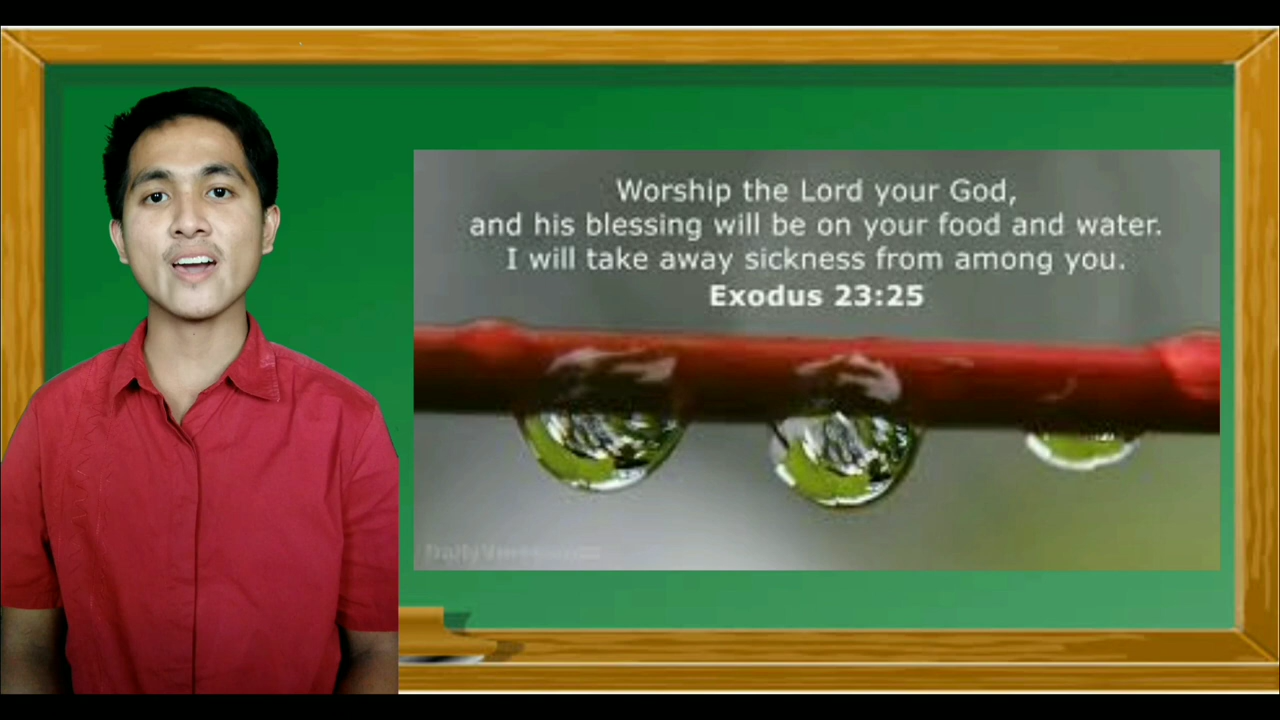 Worship the Lord your God,
and his blessing will be on your food and water.
I will take away sickness from among you.
Exodus 23:25